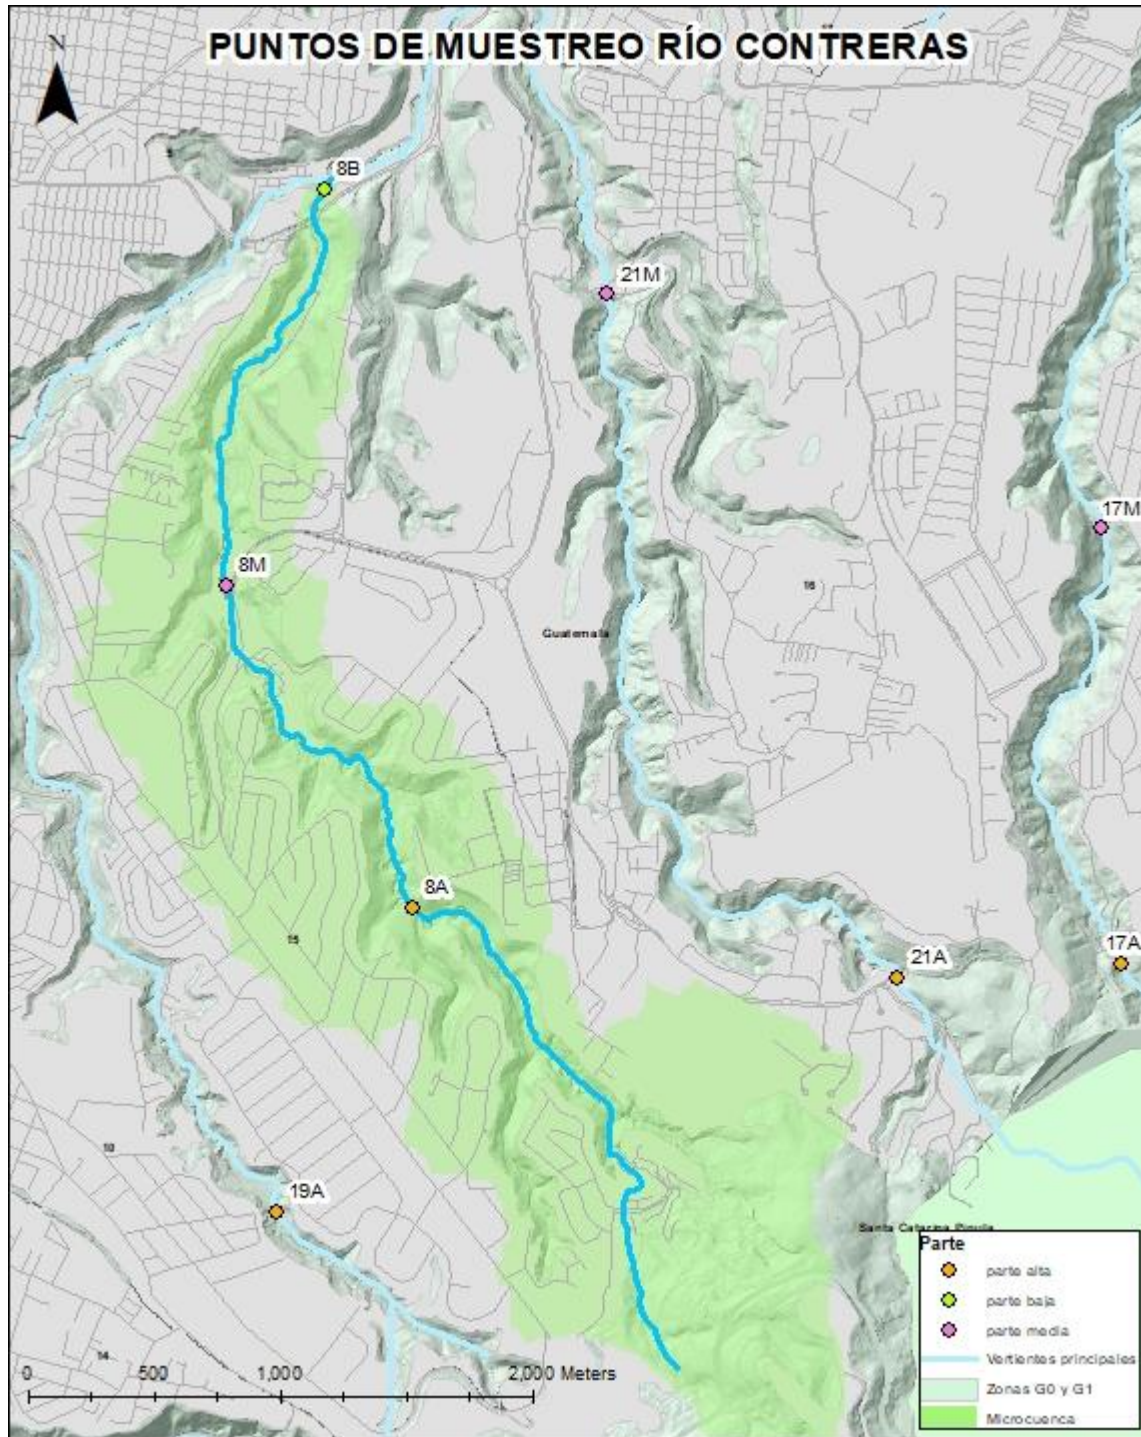 N
PUNTOS DE MUESTREO RÍO CONTRERAS
8B
21M
17M
8M
16
Guatemala
8A
15
17A
21A
10
19A
Santa Catarina Pinula
Parte
parte alta
parte baja
parte media
Vertientes principales
Zonas G0 y G1
Microcuenca
14
0 500 1,000 2,000 Meters